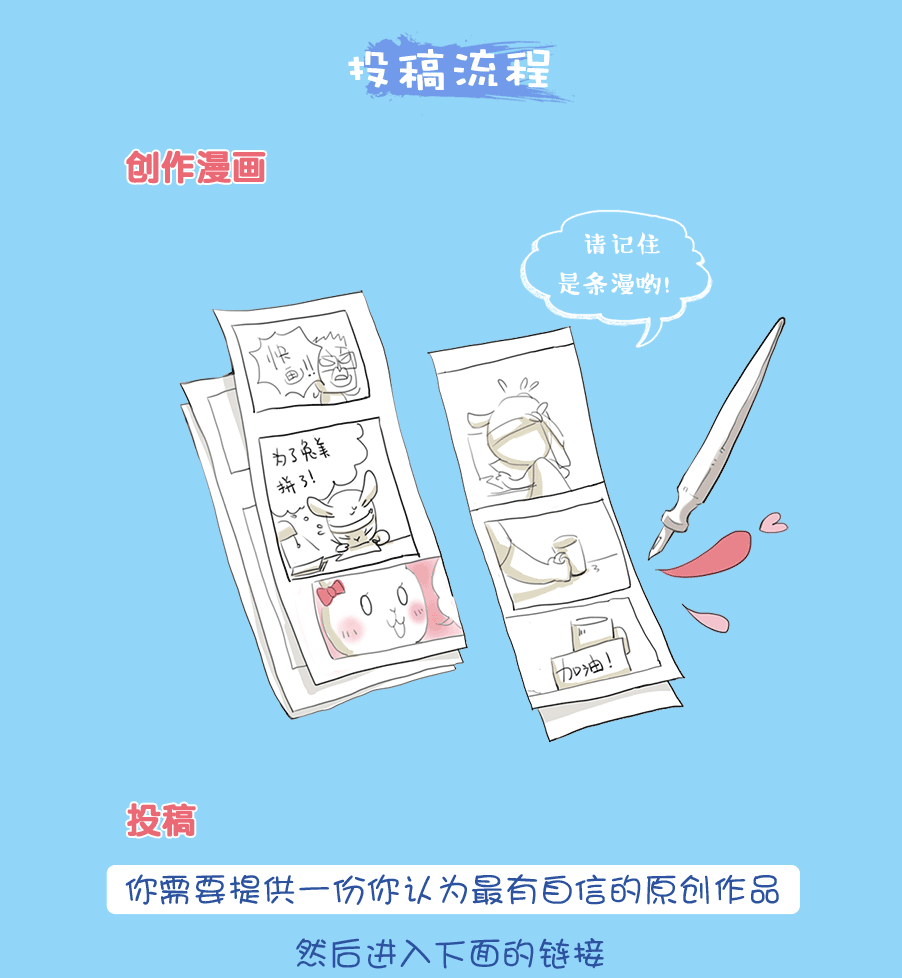 投稿流程
创作漫画
请记住
是条漫哟!
快
画!!
为了兔美
拼了!
加油!
投稿
你需要提供一份你认为最有自信的原创作品
然后进入下面的链接